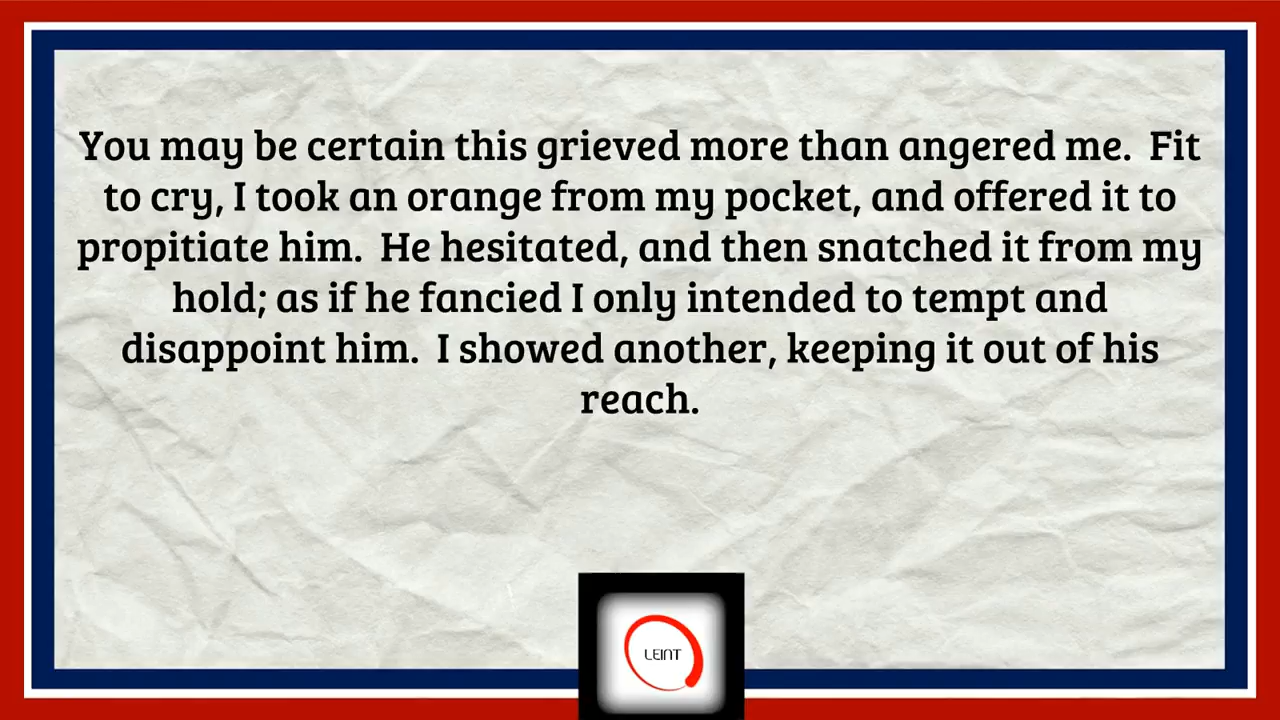 You may be certain this grieved more than angered me.  Fit
to cry, I took an orange from my pocket, and offered it to
propitiate him.  He hesitated, and then snatched it from my
hold; as if he fancied I only intended to tempt and
disappoint him.  I showed another, keeping it out of his
reach.
LEINT